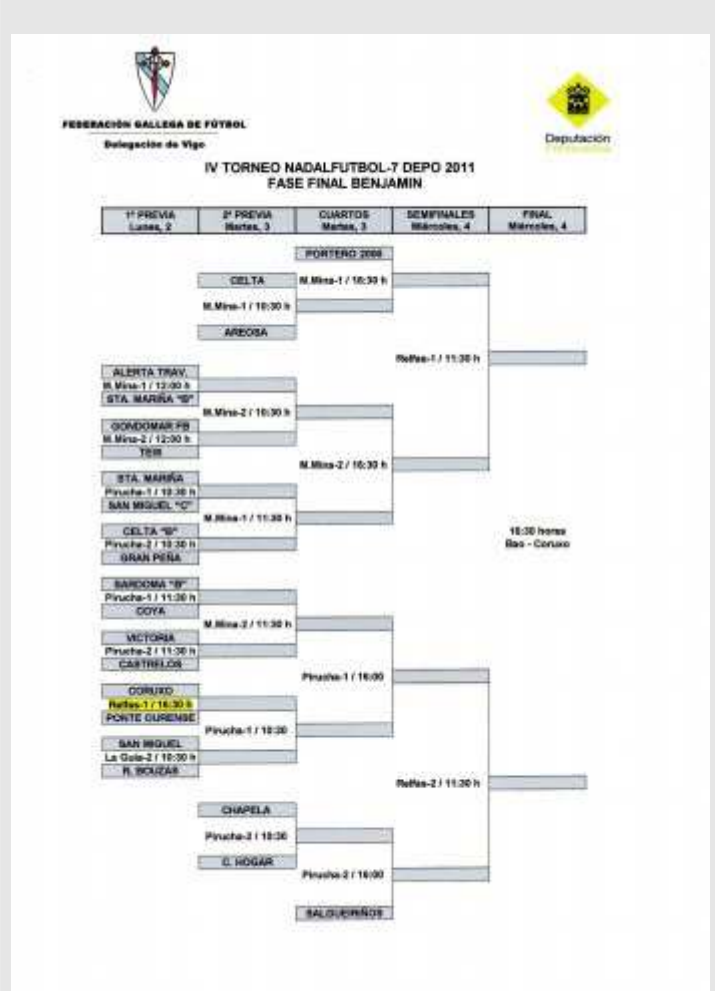 FEDERACIÓN GALLEGA DE FÚTBOL
Delegación de Vigo
Deputación
IV TORNEO NADALFUTBOL-7 DEPO 2011
FASE FINAL BENJAMIN
1ª PREVIA
Lunes, 2
2ª PREVIA
Martes, 3
CUARTOS
Martes, 3
SEMIFINALES
Miércoles, 4
FINAL
Miércoles, 4
PORTERO 2000
CELTA
M.Mina-1 / 16:30 h
M.Mina-1 / 10:30 h
AREOSA
Relfas-1 / 11:30 h
ALERTA TRAV.
M.Mina-1 / 12:00 h
STA. MARIÑA "B"
M.Mina-2 / 10:30 h
GONDOMAR FB
M.Mina-2 / 12:00 h
TEIS
M.Mina-2 / 16:30 h
STA. MARIÑA
Pirucha-1 / 10:30 h
SAN MIGUEL "C"
M.Mina-1 / 11:30 h
CELTA "B"
Pirucha-2 / 10:30 h
GRAN PEÑA
18:30 horas
Bao - Coruxo
SARDOMA "B"
Pirucha-1 / 11:30 h
COYA
M.Mina-2 / 11:30 h
VICTORIA
Pirucha-2 / 11:30 h
CASTRELOS
Pirucha-1 / 16:00
CORUXO
Relfas-1 / 16:30 h
PONTE OURENSE
Pirucha-1 / 10:30
SAN MIGUEL
La Guia-2 / 10:30 h
R. BOUZAS
Relfas-2 / 11:30 h
CHAPELA
Pirucha-2 / 10:30
C. HOGAR
Pirucha-2 / 16:00
SALGUEIRIÑOS